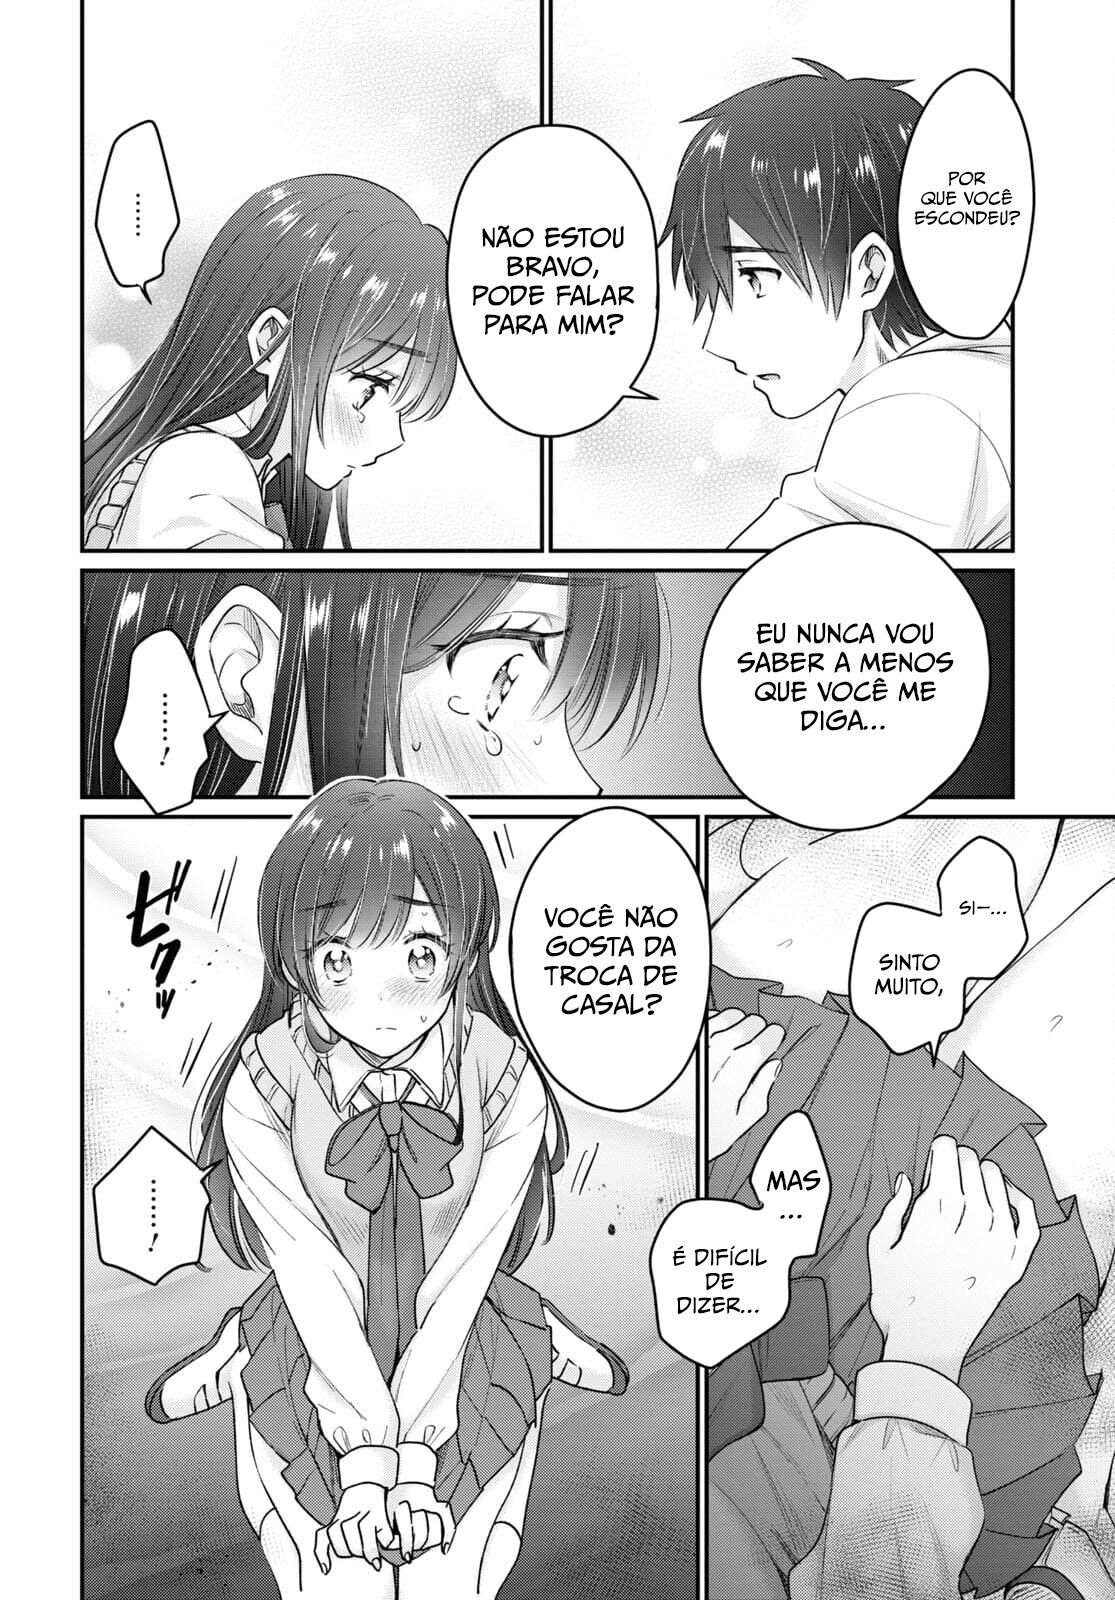 POR
QUE VOCÊ
ESCONDEU?
NÃO ESTOU
BRAVO,
PODE FALAR
PARA MIM?
.......
EU NUNCA VOU
SABER A MENOS
QUE VOCÊ ME
DIGA...
......!
SI-...
SINTO
MUITO,
MAS
...
É DIFÍCIL
DE
DIZER...
VOCÊ NÃO
GOSTA DA
TROCA DE
CASAL?
ビクッ
......!